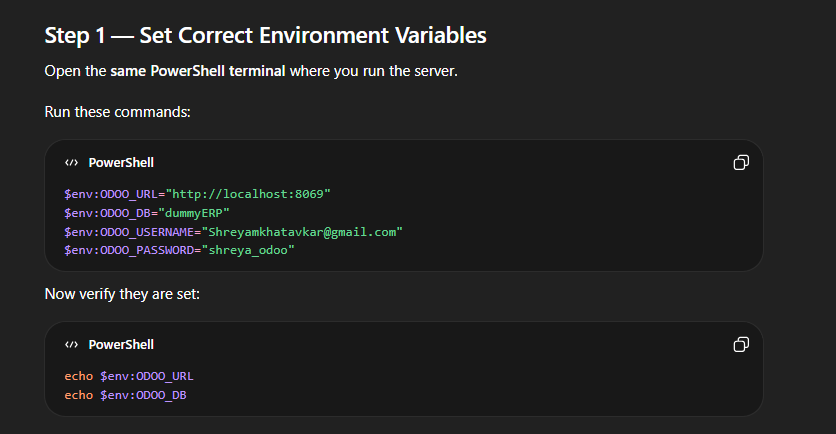 Step 1 — Set Correct Environment Variables
Open the same PowerShell terminal where you run the server.
Run these commands:
</> PowerShell
$env:ODOO_URL="http://localhost:8069"
$env:ODOO_DB="dummyERP"
$env:ODOO_USERNAME="Shreyamkhatavkar@gmail.com"
$env:ODOO_PASSWORD="shreya_odoo"
Now verify they are set:
</> PowerShell
echo $env:ODOO_URL
echo $env:ODOO_DB